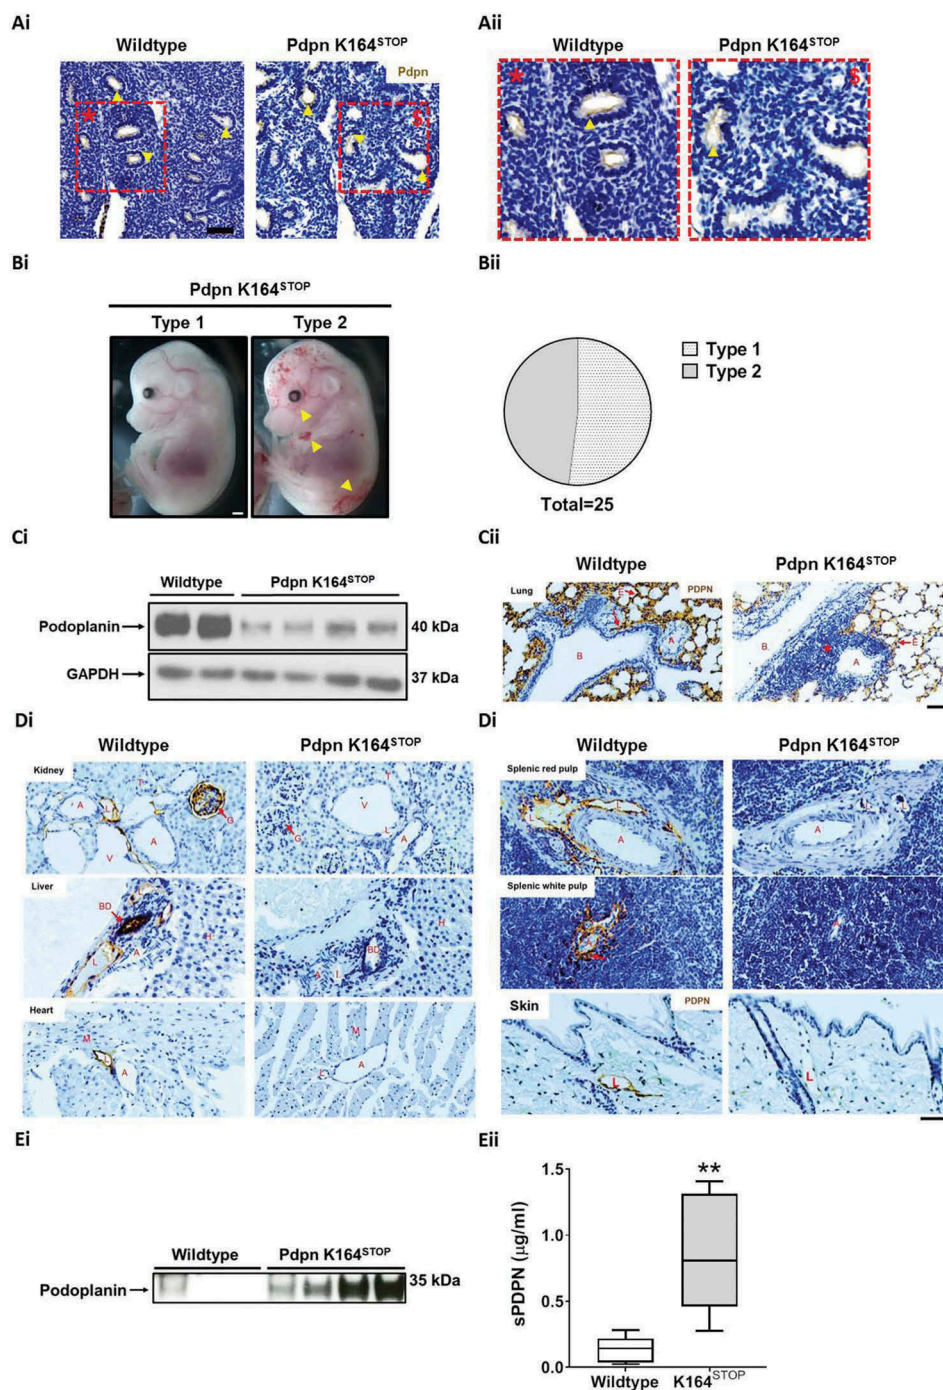 Ai
Wildtype
Pdpn K164STOP
Pdpn
*
$
Aii
Wildtype
Pdpn K164STOP
*
$
Bi
Pdpn K164STOP
Type 1
Type 2
Bii
Type 1
Type 2
Total=25
Ci
Wildtype
Pdpn K164STOP
Podoplanin
40 kDa
GAPDH
37 kDa
Cii
Wildtype
Pdpn K164STOP
Lung
PDPN
E
A
B
B
A
E
Di
Wildtype
Pdpn K164STOP
Kidney
T
A
L
G
V
A
T
V
G
L
A
Liver
L
BD
H
A
L
H
BD
A
L
Heart
M
A
M
L
A
Di
Wildtype
Pdpn K164STOP
Splenic red pulp
L
L
A
L
L
A
Splenic white pulp
A
Skin
PDPN
L
L
Ei
Wildtype
Pdpn K164STOP
Podoplanin
35 kDa
Eii
sPDPN (µg/ml)
1.5
1.0
0.5
0.0
**
Wildtype
K164STOP